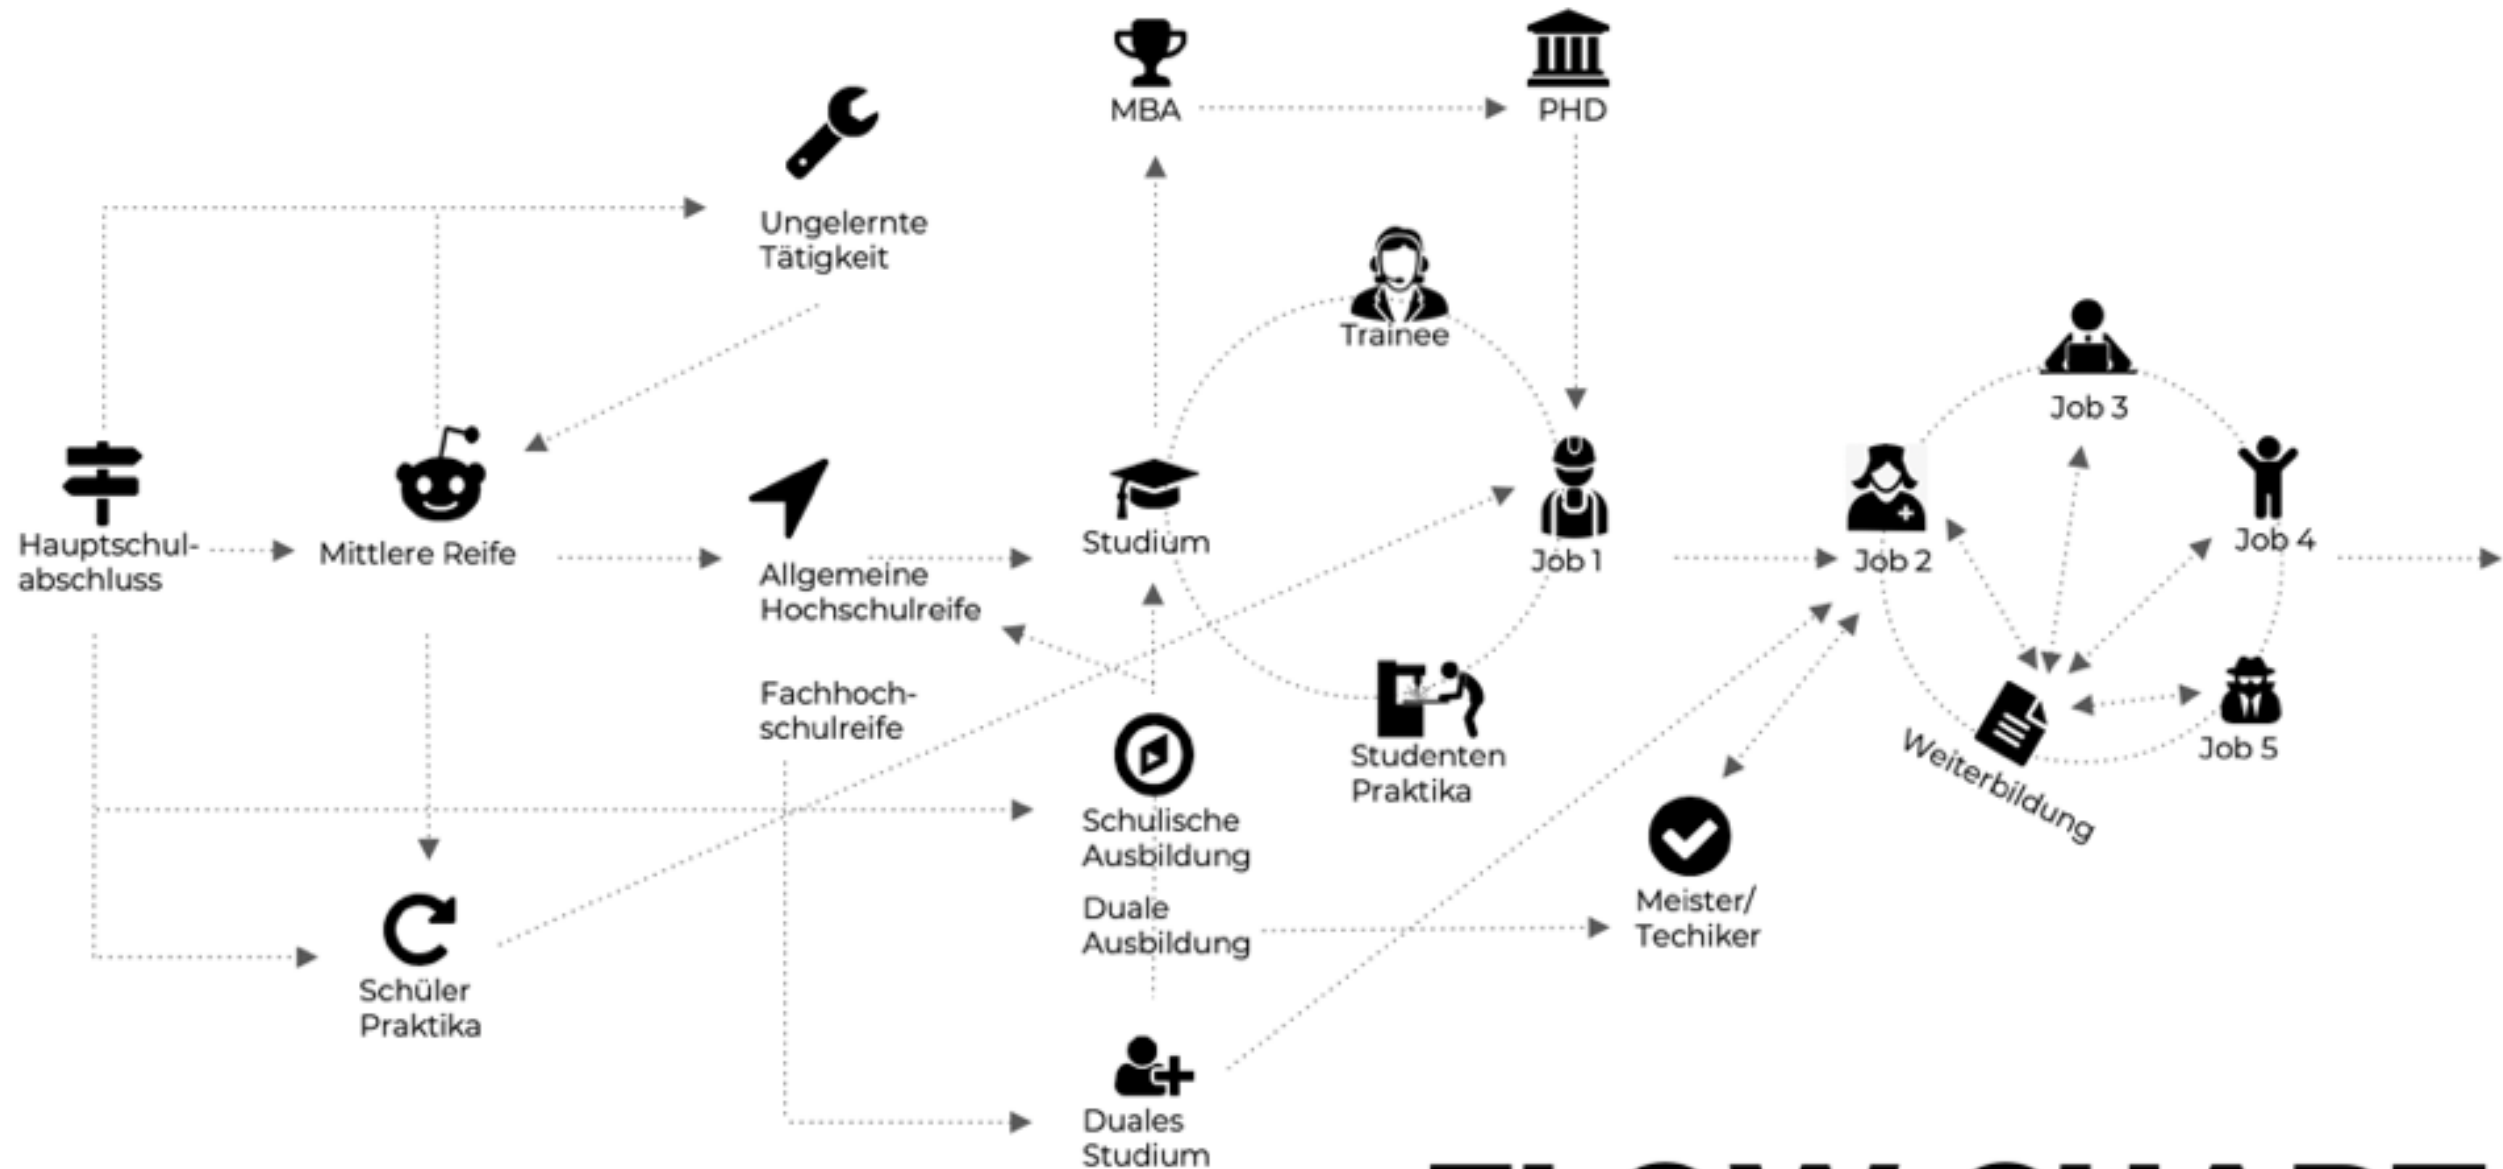 MBA
PHD
Ungelernte
Tätigkeit
Trainee
Job 3
Hauptschul-
abschluss
Mittlere Reife
Allgemeine
Hochschulreife
Studium
Job 1
Job 2
Job 4
Fachhoch-
schulreife
Studenten
Praktika
Weiterbildung
Job 5
Schulische
Ausbildung
Duale
Ausbildung
Meister/
Techiker
Schüler
Praktika
Duales
Studium